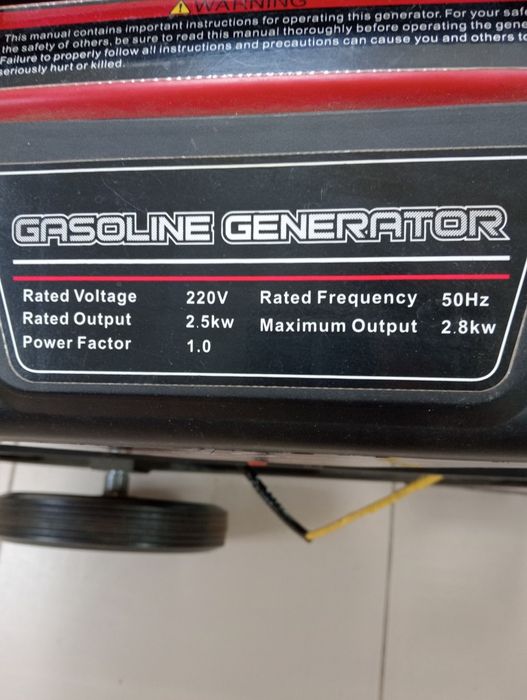 WARNING
This manual contains important instructions for operating this generator. For your safe
the safety of others, be sure to read this manual thoroughly before operating the gene
Failure to properly follow all instructions and precautions can cause you and others to
seriously hurt or killed.
GASOLINE GENERATOR
Rated Voltage 220V Rated Frequency 50Hz
Rated Output 2.5kw Maximum Output 2.8kw
Power Factor 1.0